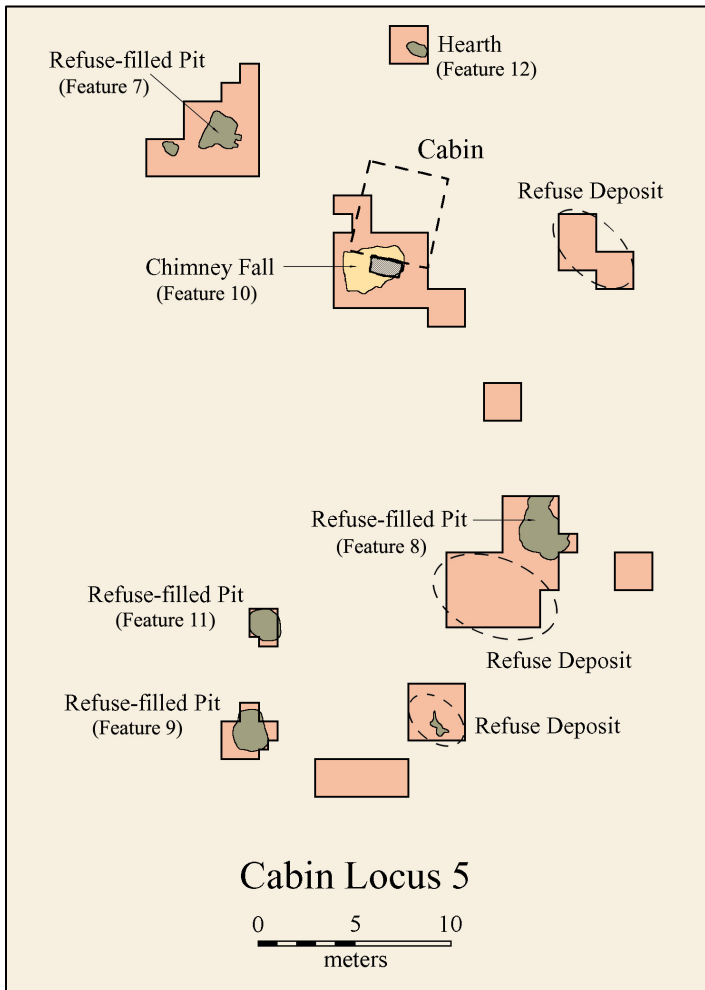 Hearth
(Feature 12)
Refuse-filled Pit
(Feature 7)
Cabin
Refuse Deposit
Chimney Fall
(Feature 10)
Refuse-filled Pit
(Feature 8)
Refuse-filled Pit
(Feature 11)
Refuse Deposit
Refuse-filled Pit
(Feature 9)
Refuse Deposit
Cabin Locus 5
0 5 10
meters